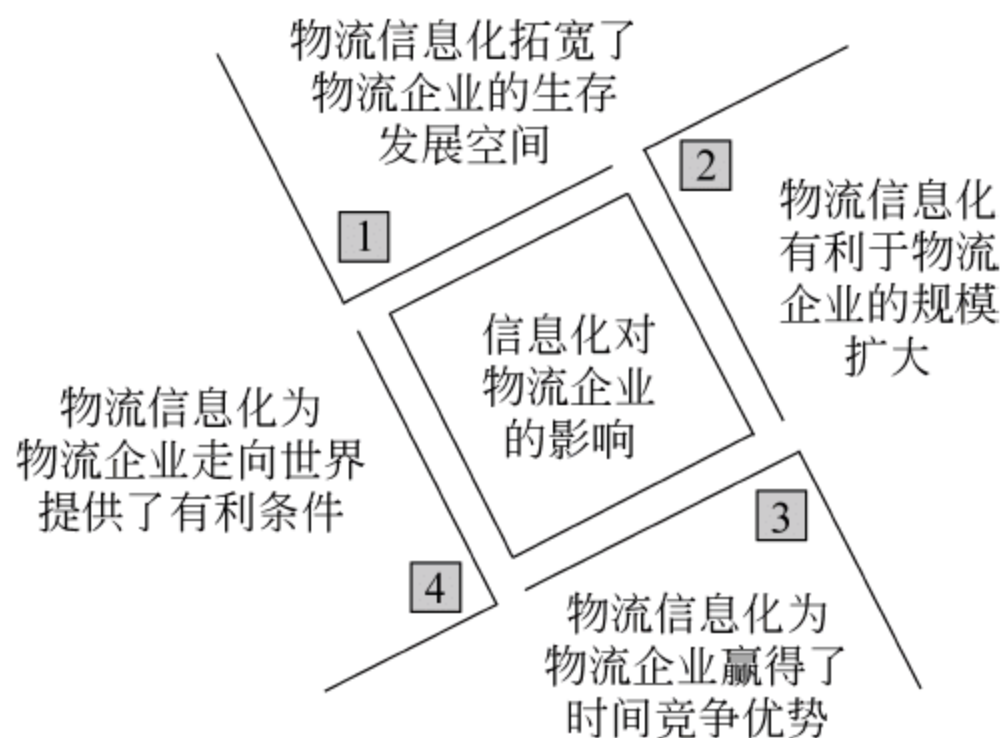 物流信息化拓宽了
物流企业的生存
发展空间
1
2
物流信息化
有利于物流
企业的规模
扩大
信息化对
物流企业
的影响
物流信息化为
物流企业走向世界
提供了有利条件
4
3
物流信息化为
物流企业赢得了
时间竞争优势